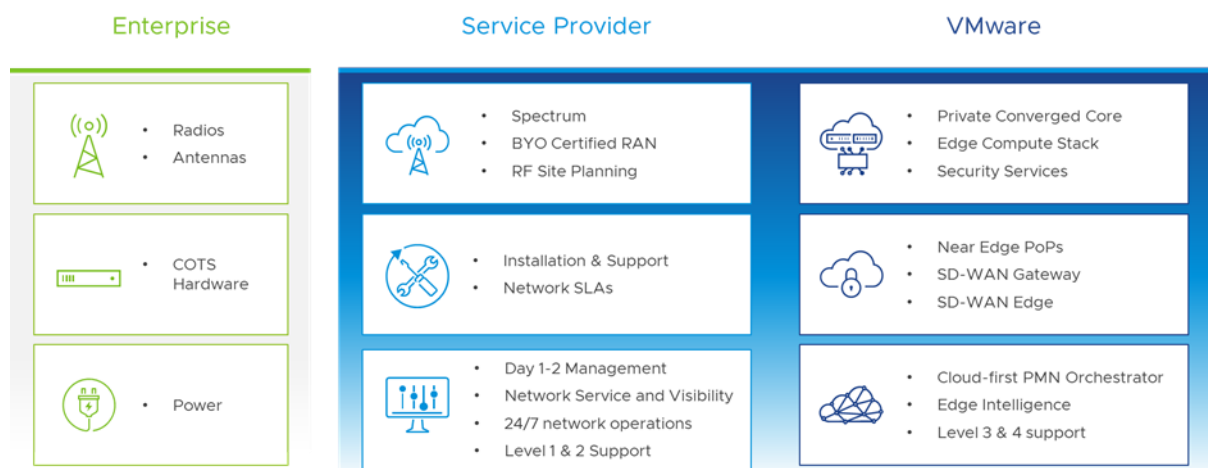 Enterprise
Service Provider
VMware
• Radios
• Antennas
• Spectrum
• BYO Certified RAN
• RF Site Planning
• Private Converged Core
• Edge Compute Stack
• Security Services
• COTS
Hardware
• Installation & Support
• Network SLAs
• Near Edge PoPs
• SD-WAN Gateway
• SD-WAN Edge
• Power
• Day 1-2 Management
• Network Service and Visibility
• 24/7 network operations
• Level 1 & 2 Support
• Cloud-first PMN Orchestrator
• Edge Intelligence
• Level 3 & 4 support